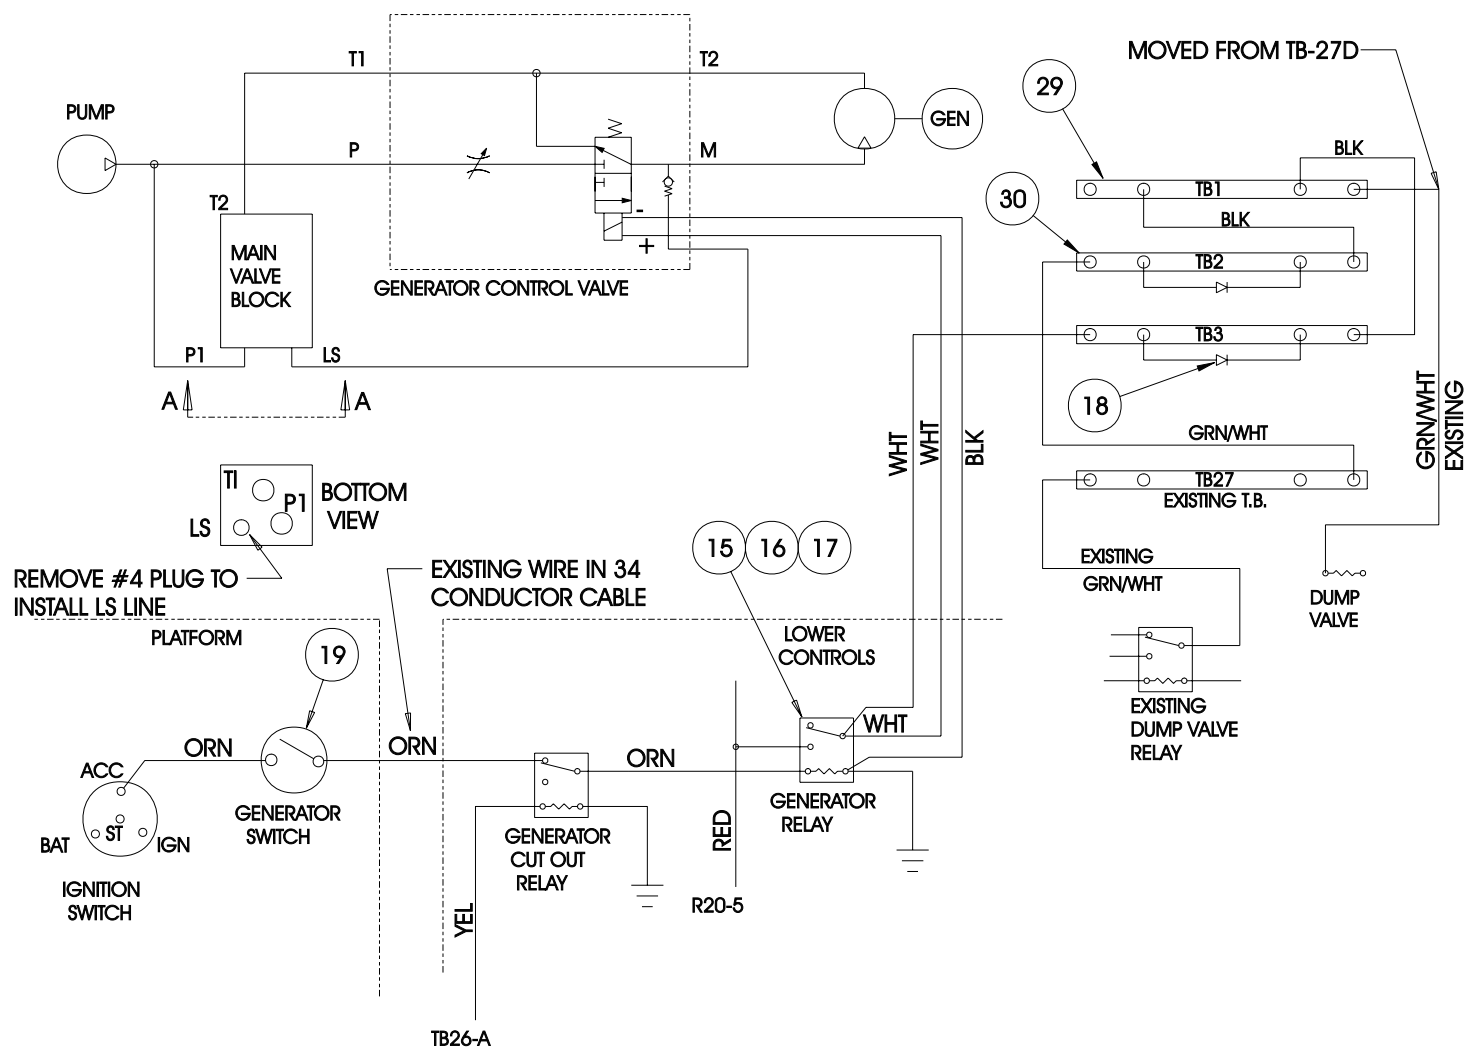 MOVED FROM TB-27D
T1
T2
29
PUMP
GEN
P
M
BLK
TB1
30
T2
BLK
-
+
MAIN
VALVE
BLOCK
TB2
GENERATOR CONTROL VALVE
TB3
P1
LS
A
A
18
GRN/WHT
EXISTING
WHT
WHT
BLK
GRN/WHT
TB27
EXISTING T.B.
TI
P1
LS
BOTTOM
VIEW
15
16
17
EXISTING
GRN/WHT
REMOVE #4 PLUG TO
INSTALL LS LINE
EXISTING WIRE IN 34
CONDUCTOR CABLE
DUMP
VALVE
PLATFORM
LOWER
CONTROLS
19
EXISTING
DUMP VALVE
RELAY
WHT
ORN
ORN
ORN
ACC
ST
BAT
IGN
GENERATOR
SWITCH
GENERATOR
RELAY
GENERATOR
CUT OUT
RELAY
RED
IGNITION
SWITCH
YEL
R20-5
TB26-A